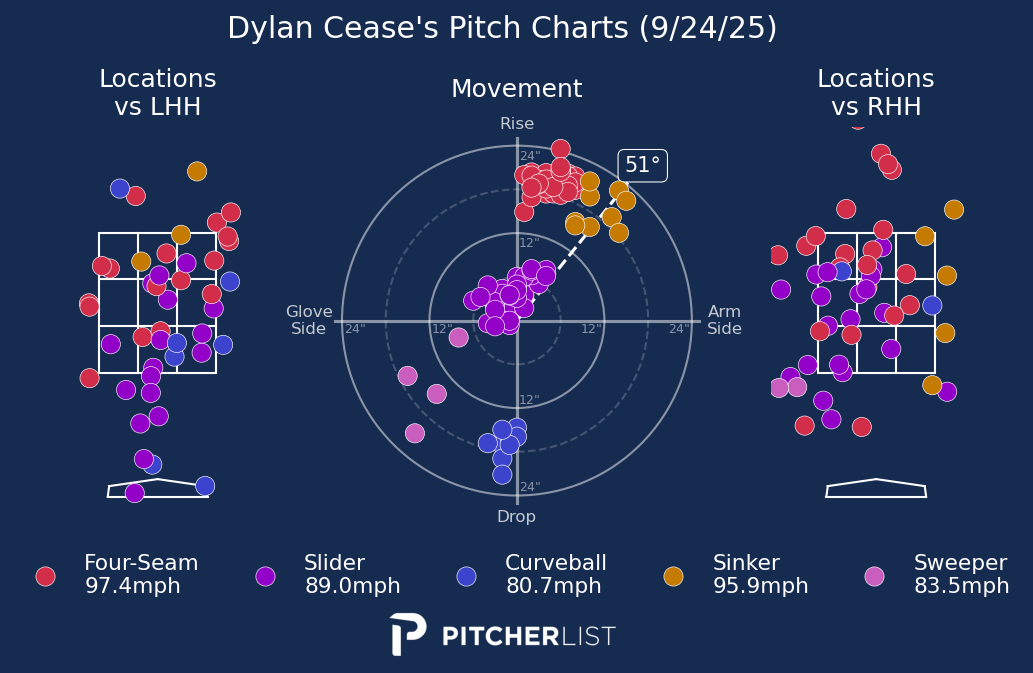 Dylan Cease's Pitch Charts (9/24/25)
Locations
vs LHH
Movement
Locations
vs RHH
Rise
24"
51°
12"
Glove
Side
24"
12"
12"
24"
Arm
Side
12"
24"
Drop
Four-Seam
97.4mph
Slider
89.0mph
Curveball
80.7mph
Sinker
95.9mph
Sweeper
83.5mph
PITCHERLIST